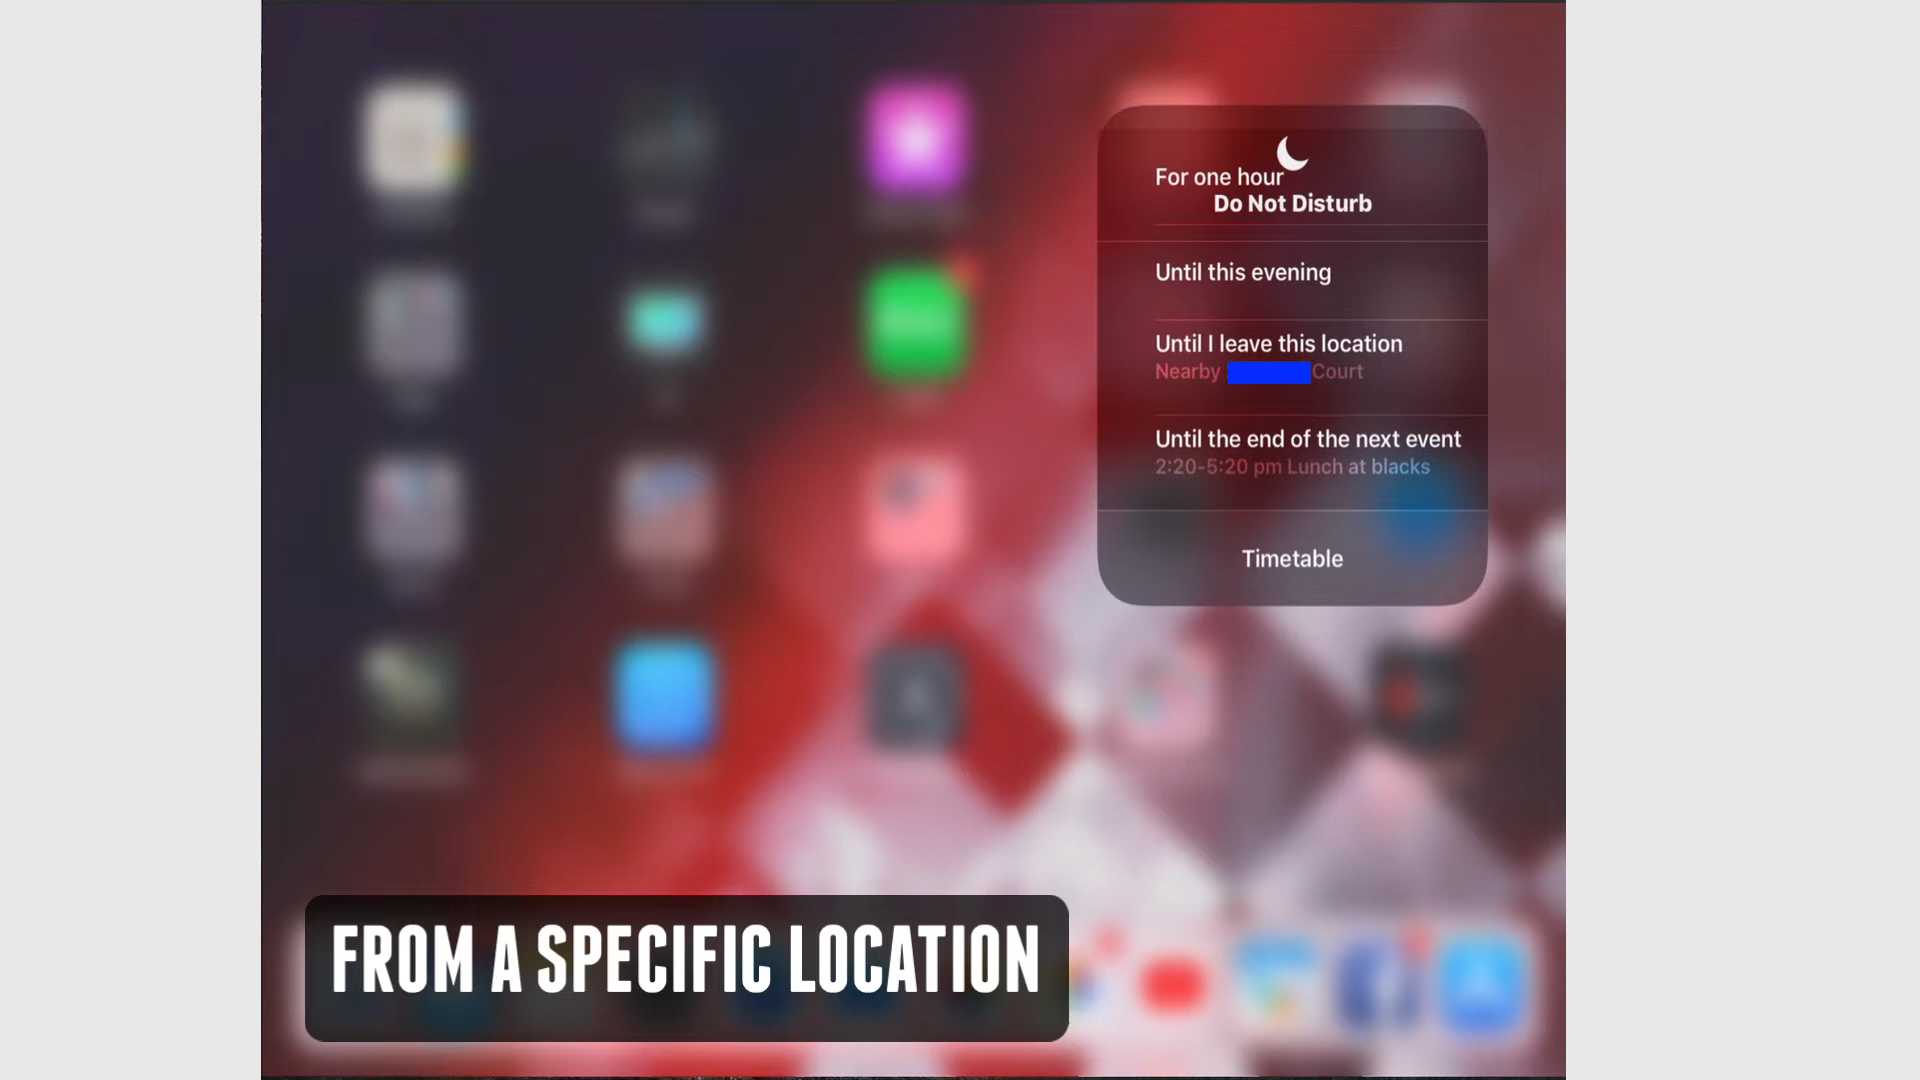 For one hour
Do Not Disturb
Until this evening
Until I leave this location
Nearby Court
Until the end of the next event
2:20-5:20 pm Lunch at blacks
Timetable
FROM A SPECIFIC LOCATION